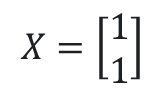 X = [1
1]